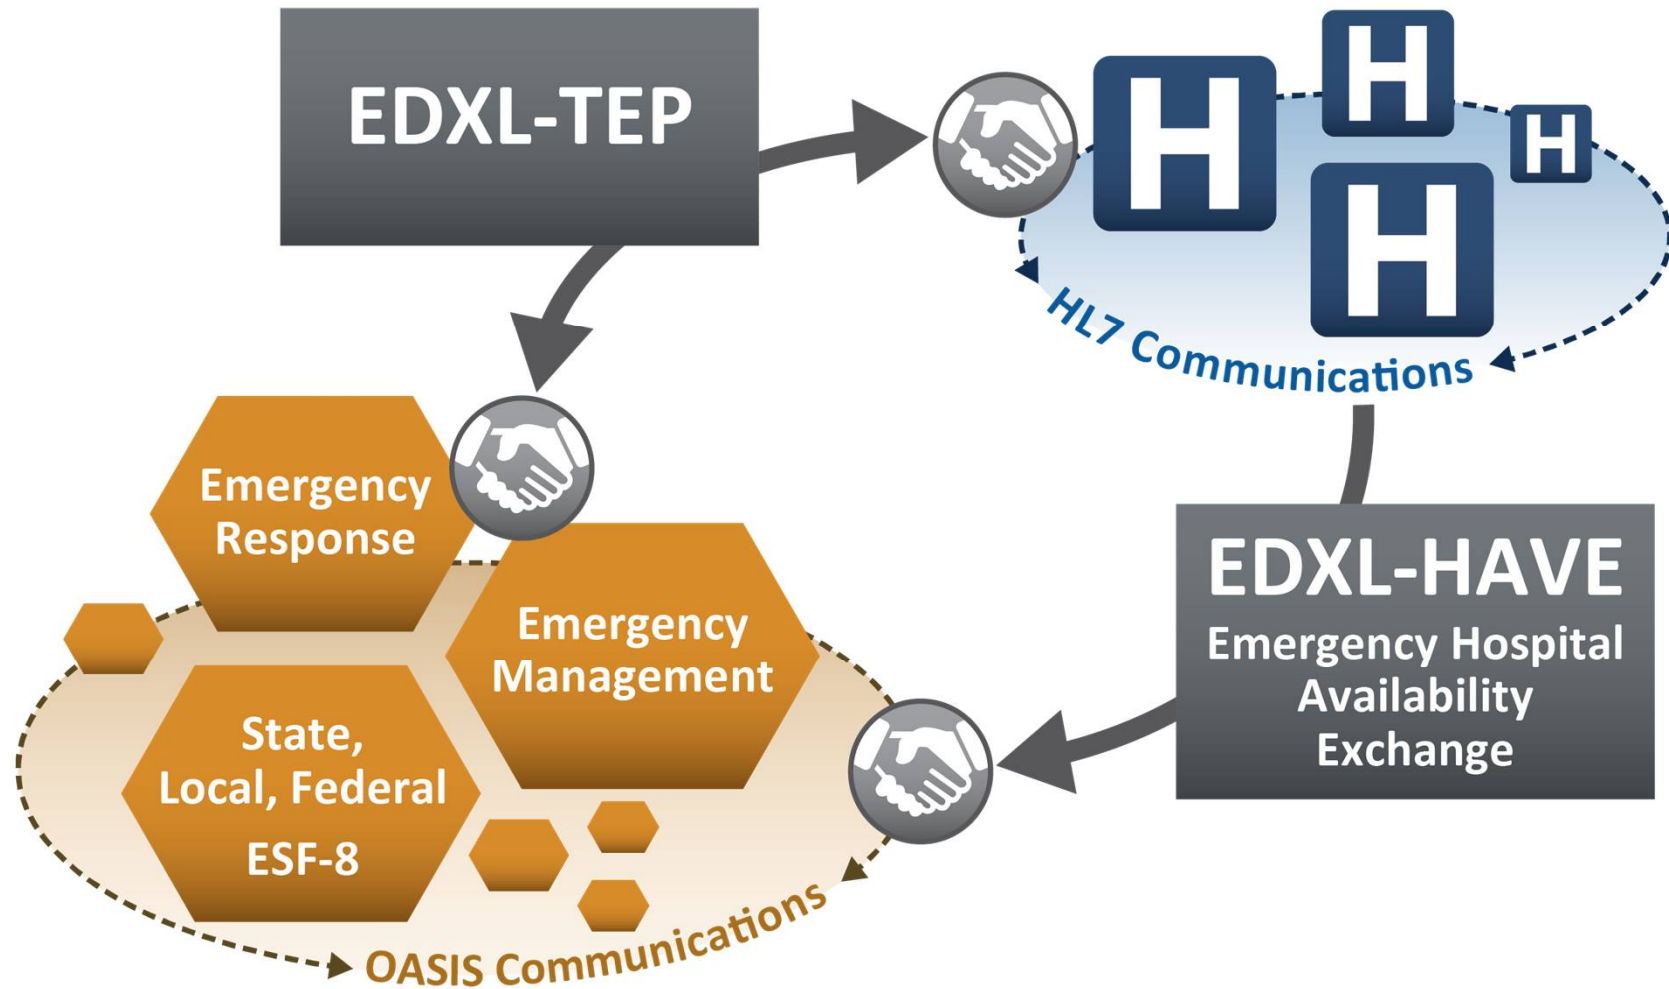 EDXL-TEP
H
H
H
H
HL7 Communications
Emergency
Response
Emergency
Management
State,
Local, Federal
ESF-8
OASIS Communications
EDXL-HAVE
Emergency Hospital
Availability
Exchange